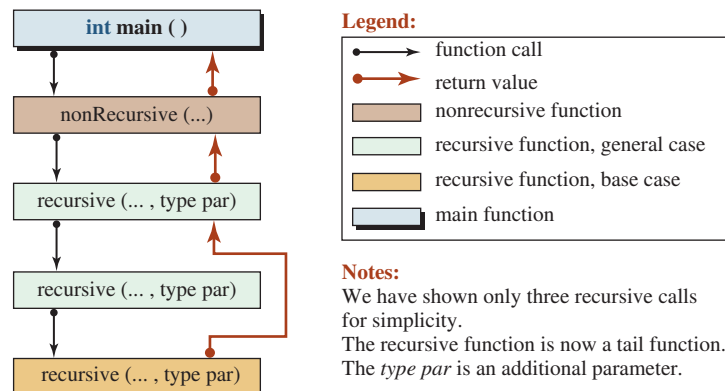 int main ( )
nonRecursive (...)
recursive (... , type par)
recursive (... , type par)
recursive (... , type par)
Legend:
function call
return value
nonrecursive function
recursive function, general case
recursive function, base case
main function
Notes:
We have shown only three recursive calls
for simplicity.
The recursive function is now a tail function.
The type par is an additional parameter.